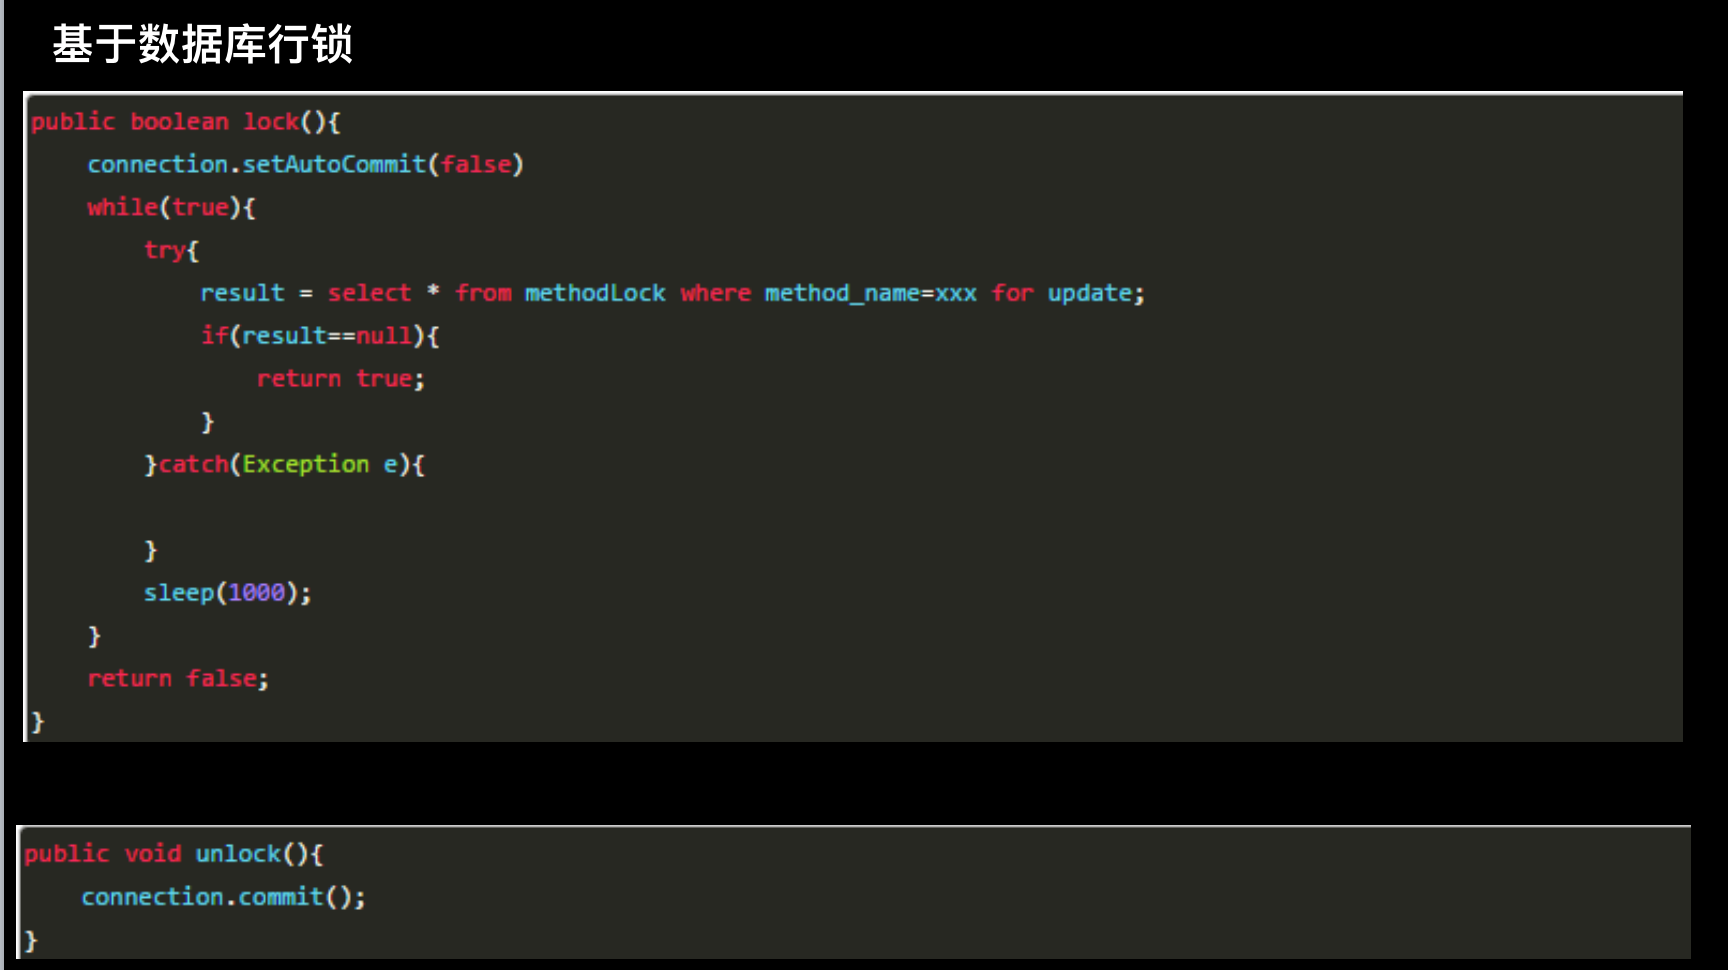 基于数据库行锁
public boolean lock(){
    connection.setAutoCommit(false)
    while(true){
        try{
            result = select * from methodLock where method_name=xxx for update;
            if(result==null){
                return true;
            }
        }catch(Exception e){
        }
        sleep(1000);
    }
    return false;
}
public void unlock(){
    connection.commit();
}